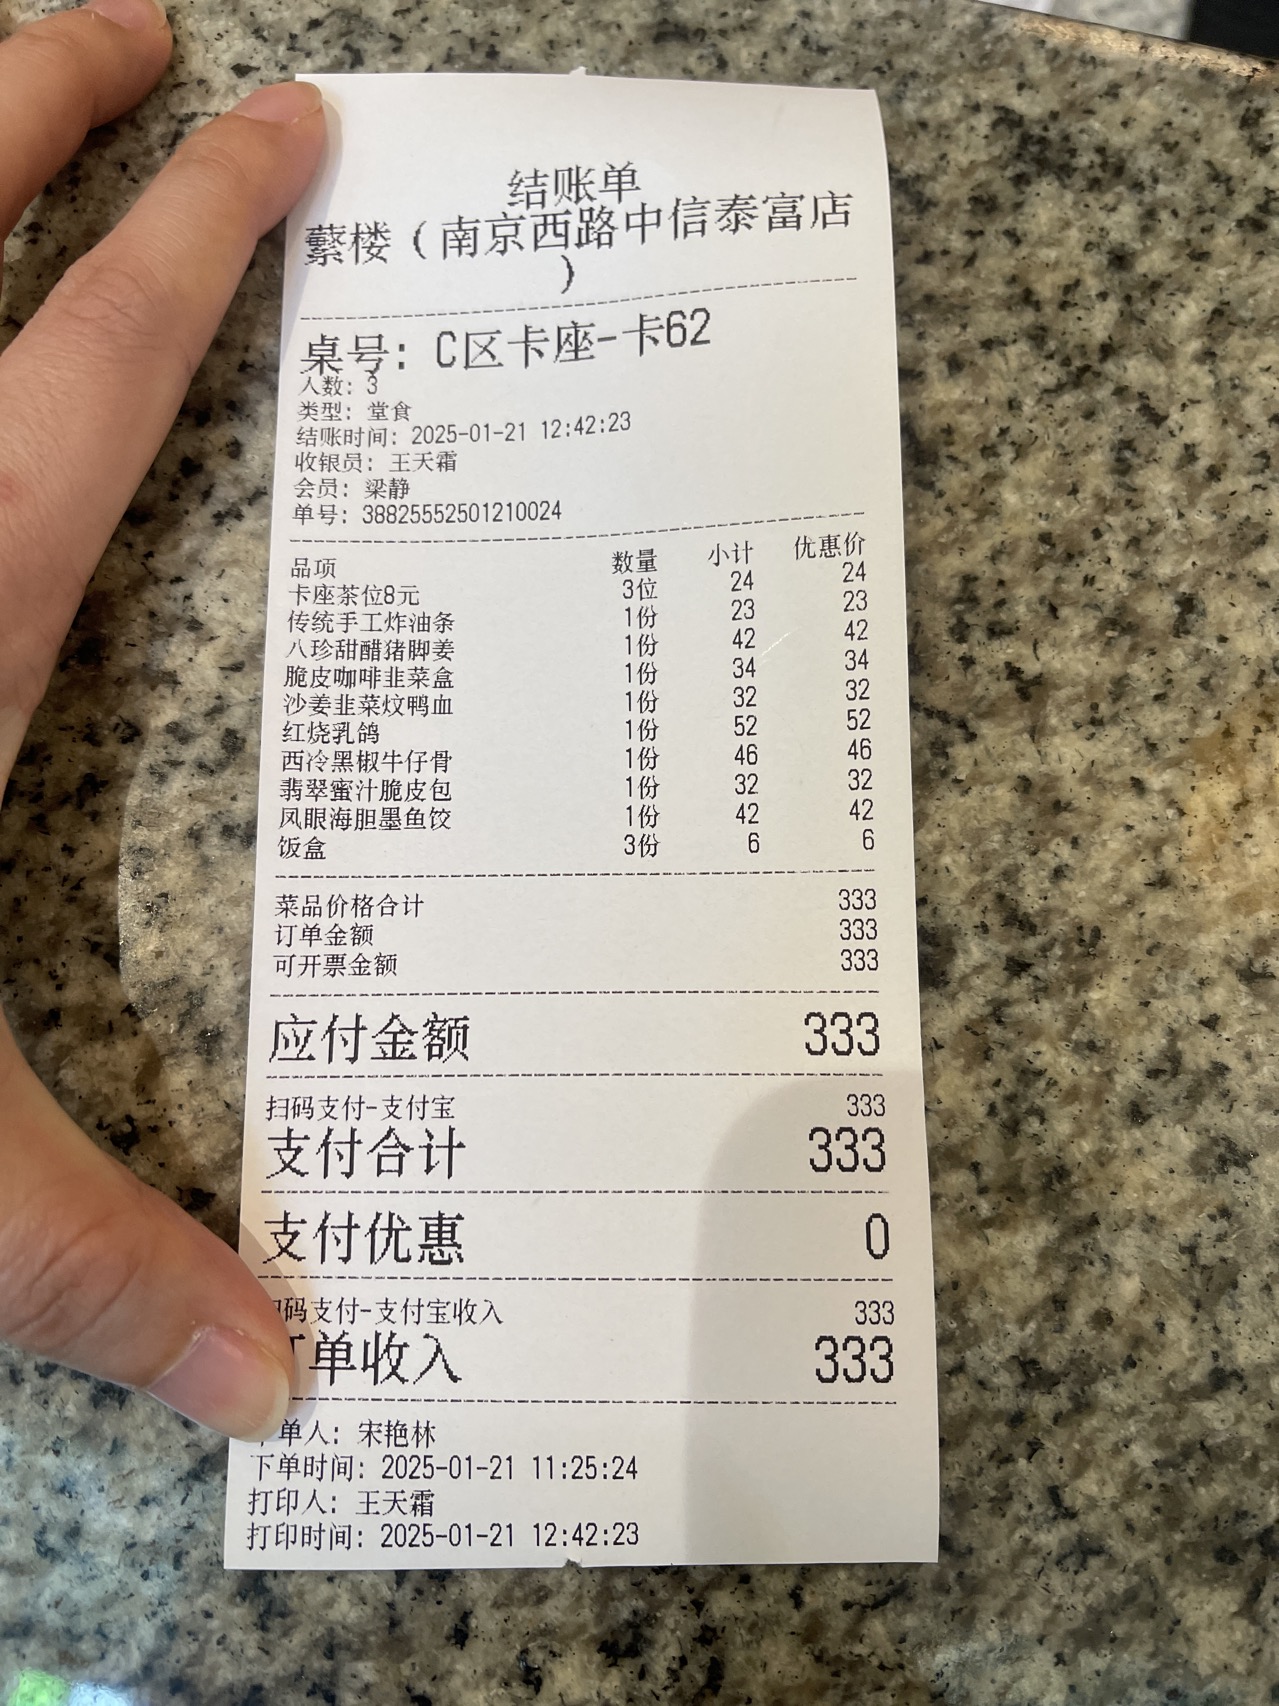 结账单
蘩楼（南京西路中信泰富店
）
桌号: C区卡座-卡62
人数: 3
类型: 堂食
结账时间: 2025-01-21 12:42:23
收银员: 王天霜
会员: 梁静
单号: 38825552501210024
品项 数量 小计 优惠价
卡座茶位8元 3位 24 24
传统手工炸油条 1份 23 23
八珍甜醋猪脚姜 1份 42 42
脆皮咖啡韭菜盒 1份 34 34
沙姜韭菜炆鸭血 1份 32 32
红烧乳鸽 1份 52 52
西冷黑椒牛仔骨 1份 46 46
翡翠蜜汁脆皮包 1份 32 32
凤眼海胆墨鱼饺 1份 42 42
饭盒 3份 6 6
菜品价格合计 333
订单金额 333
可开票金额 333
应付金额 333
扫码支付-支付宝 333
支付合计 333
支付优惠 0
码支付-支付宝收入 333
单收入 333
单人: 宋艳林
下单时间: 2025-01-21 11:25:24
打印人: 王天霜
打印时间: 2025-01-21 12:42:23